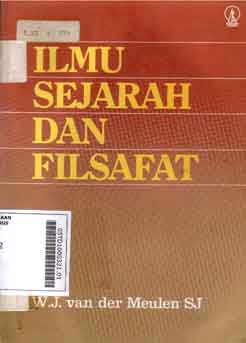 ILMU
SEJARAH
DAN
FILSAFAT
W.J. van der Meulen SJ